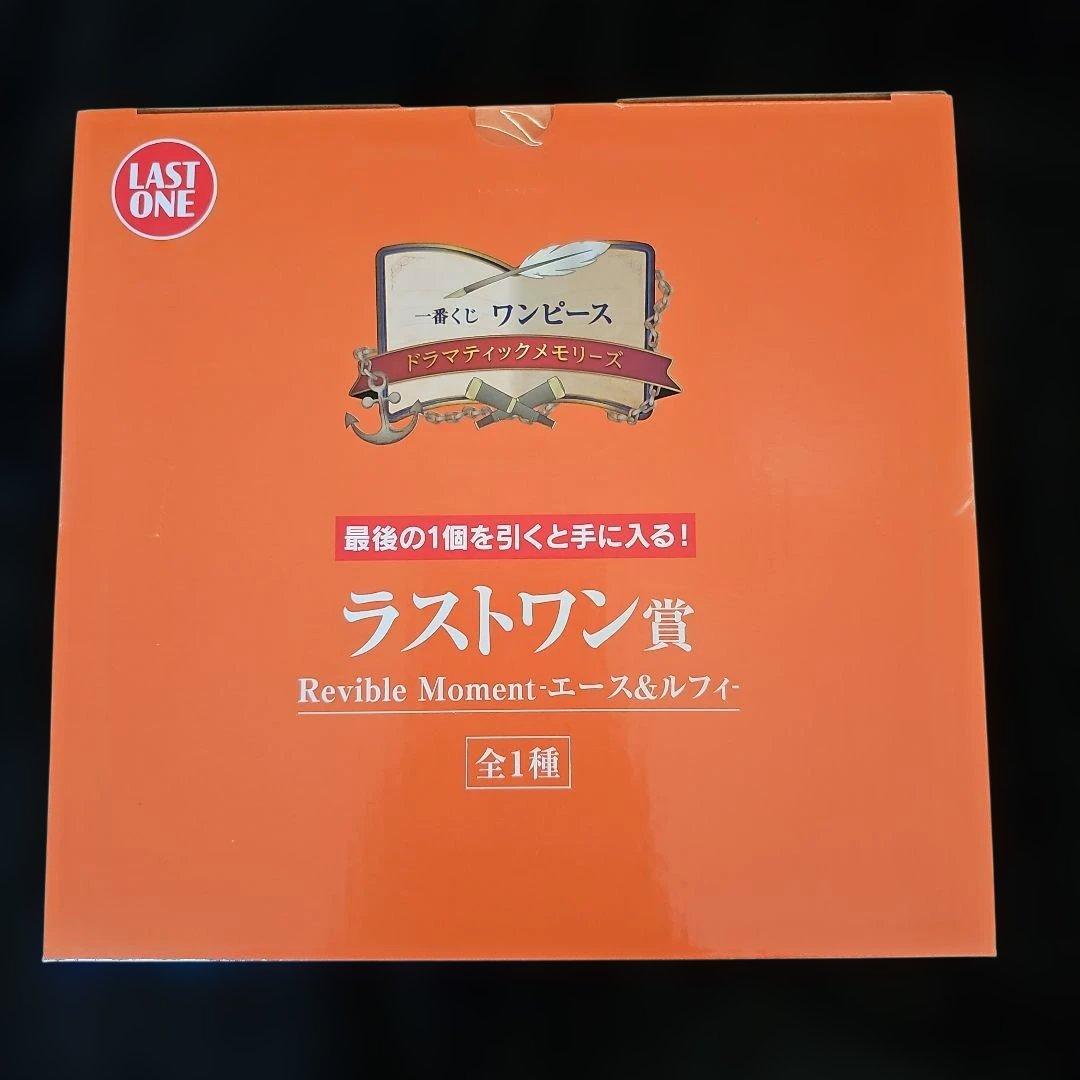 LAST
ONE
一番くじ ワンピース
ドラマティックメモリーズ
最後の1個を引くと手に入る!
ラストワン賞
Revible Moment-エース&ルフィ-
全1種